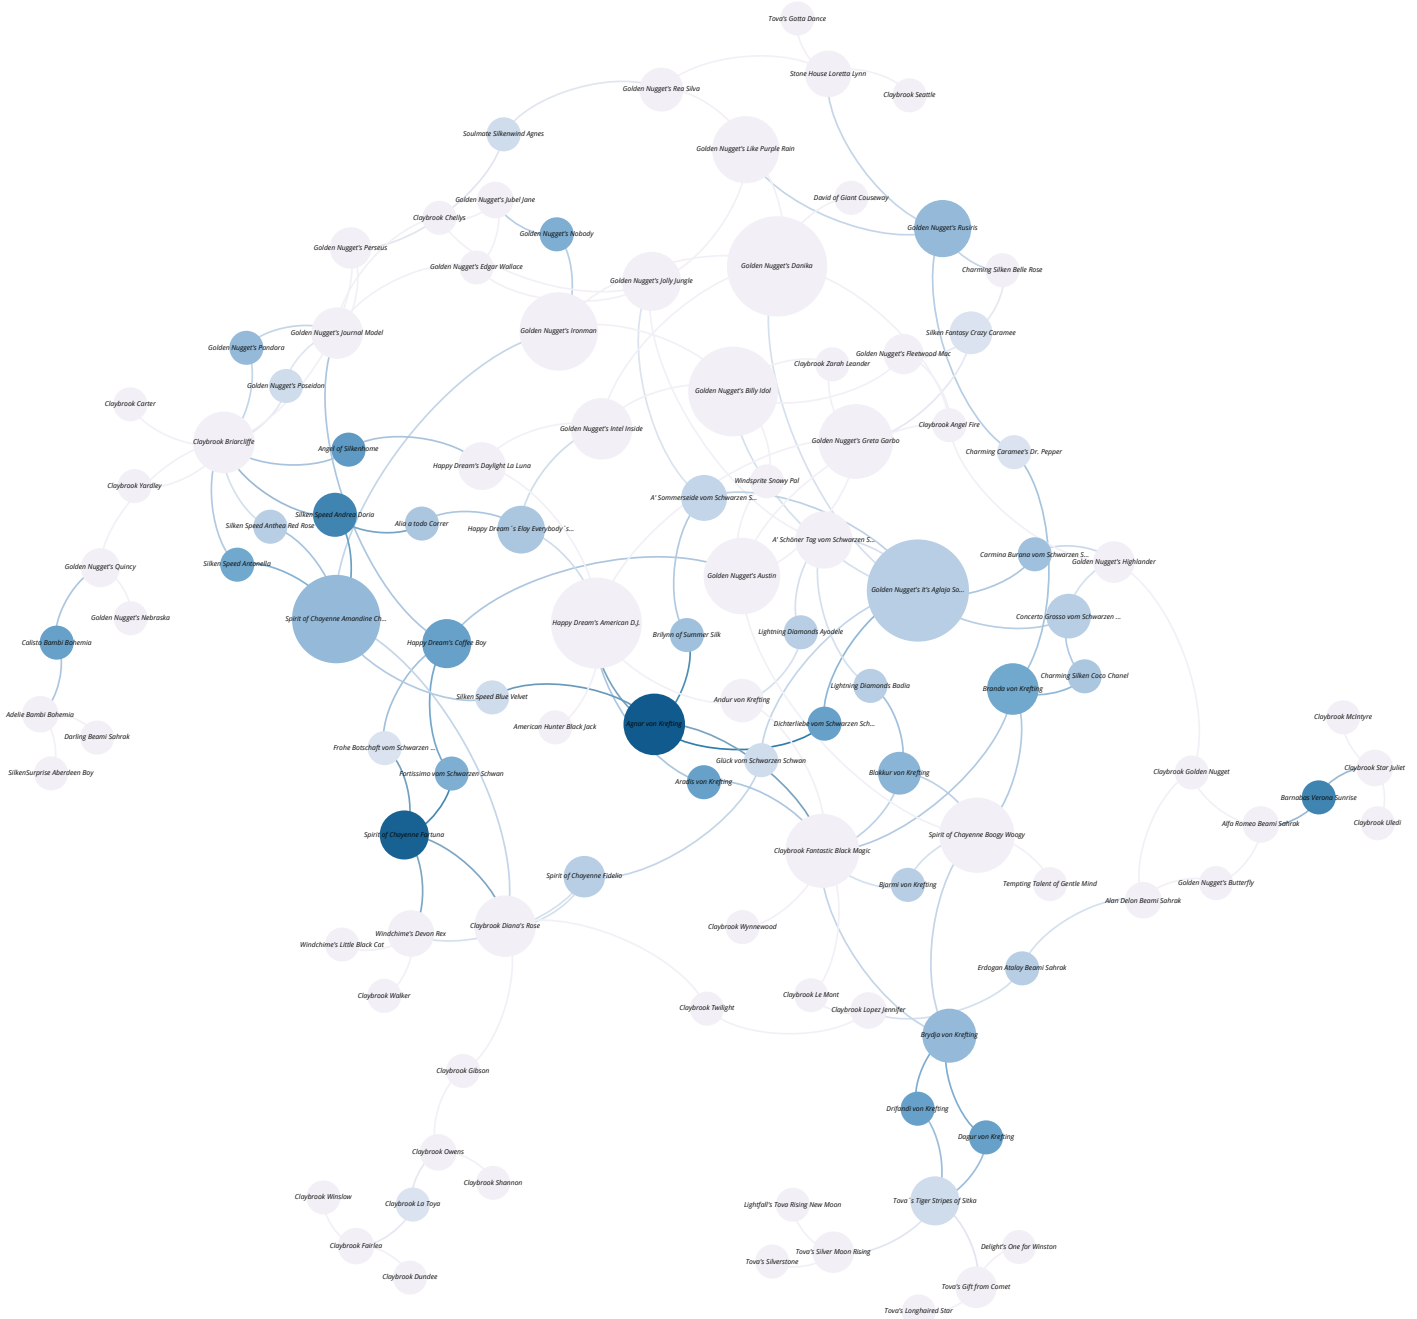 Tova's Gotta Dance
Stone House Loretta Lynn
Golden Nugget's Rea Silva
Claybrook Seattle
Soulmate Silkenwind Agnes
Golden Nugget's Like Purple Rain
Golden Nugget's Jubel Jane
David of Giant Couseway
Claybrook Chellys
Golden Nugget's Rusiris
Golden Nugget's Nobody
Golden Nugget's Perseus
Golden Nugget's Edgar Wallace
Golden Nugget's Danika
Charming Silken Belle Rose
Golden Nugget's Jolly Jungle
Golden Nugget's Ironman
Golden Nugget's Journal Model
Silken Fantasy Crazy Caramee
Golden Nugget's Pandora
Golden Nugget's Fleetwood Mac
Claybrook Zarah Leander
Golden Nugget's Poseidon
Golden Nugget's Billy Idol
Claybrook Carter
Claybrook Angel Fire
Golden Nugget's Intel Inside
Claybrook Briarcliffe
Golden Nugget's Greta Garbo
Angel of Silkenhome
Charming Caramee's Dr. Pepper
Happy Dream's Daylight La Luna
Windsprite Snowy Pal
Claybrook Yardley
A' Sommerseide vom Schwarzen S...
Silken Speed Andrea Doria
Silken Speed Anthea Red Rose
Alia a todo Correr
Happy Dream´s Elay Everybody´s...
A' Schöner Tag vom Schwarzen S...
Carmina Burana vom Schwarzen S...
Golden Nugget's Highlander
Silken Speed Antonella
Golden Nugget's Quincy
Golden Nugget's Austin
Golden Nugget's It's Aglaja So...
Golden Nugget's Nebraska
Spirit of Chayenne Amandine Ch...
Concerto Grosso vom Schwarzen ...
Happy Dream's American D.J.
Lightning Diamonds Ayodele
Brilynn of Summer Silk
Calista Bambi Bohemia
Happy Dream's Coffee Boy
Charming Silken Coco Chanel
Lightning Diamonds Badia
Branda von Krefting
Silken Speed Blue Velvet
Andur von Krefting
Adelie Bambi Bohemia
Claybrook McIntyre
Agnar von Krefting
Dichterliebe vom Schwarzen Sch...
American Hunter Black Jack
Darling Beami Sahrak
Frohe Botschaft vom Schwarzen ...
Glück vom Schwarzen Schwan
Claybrook Star Juliet
SilkenSurprise Aberdeen Boy
Fortissimo vom Schwarzen Schwan
Blakkur von Krefting
Claybrook Golden Nugget
Aradis von Krefting
Barnabas Verona Sunrise
Claybrook Uledi
Alfa Romeo Beami Sahrak
Spirit of Chayenne Fortuna
Spirit of Chayenne Boogy Woogy
Claybrook Fantastic Black Magic
Spirit of Chayenne Fidelio
Bjarmi von Krefting
Tempting Talent of Gentle Mind
Golden Nugget's Butterfly
Alan Delon Beami Sahrak
Claybrook Diana's Rose
Claybrook Wynnewood
Windchime's Devon Rex
Windchime's Little Black Cat
Erdogan Atalay Beami Sahrak
Claybrook Walker
Claybrook Le Mont
Claybrook Twilight
Claybrook Lopez Jennifer
Brydja von Krefting
Claybrook Gibson
Drifandi von Krefting
Dagur von Krefting
Claybrook Owens
Claybrook Shannon
Claybrook Winslow
Claybrook La Toya
Tova´s Tiger Stripes of Sitka
Lightfall's Tova Rising New Moon
Claybrook Fairlea
Delight's One for Winston
Tova's Silver Moon Rising
Tova's Silverstone
Claybrook Dundee
Tova's Gift from Comet
Tova's Longhaired Star